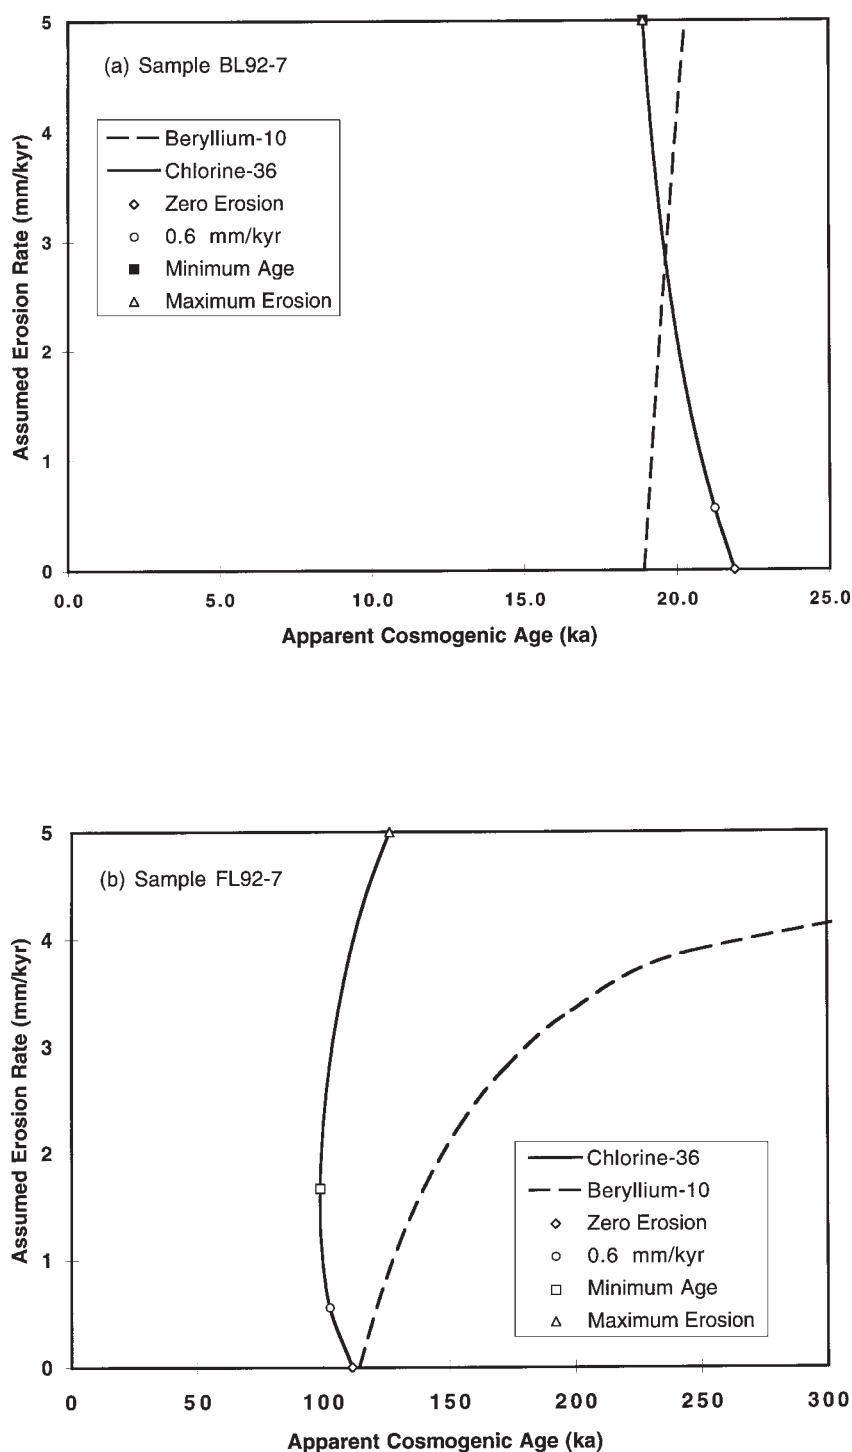 5
(a) Sample BL92-7
4
Beryllium-10
Chlorine-36
Zero Erosion
0.6 mm/kyr
3
Minimum Age
Maximum Erosion
2
1
0
Assumed Erosion Rate (mm/kyr)
0.0 5.0 10.0 15.0 20.0 25.0
Apparent Cosmogenic Age (ka)
5
(b) Sample FL92-7
4
3
2
Chlorine-36
Beryllium-10
Zero Erosion
1
0.6 mm/kyr
Minimum Age
Maximum Erosion
0
Assumed Erosion Rate (mm/kyr)
0 50 100 150 200 250 300
Apparent Cosmogenic Age (ka)